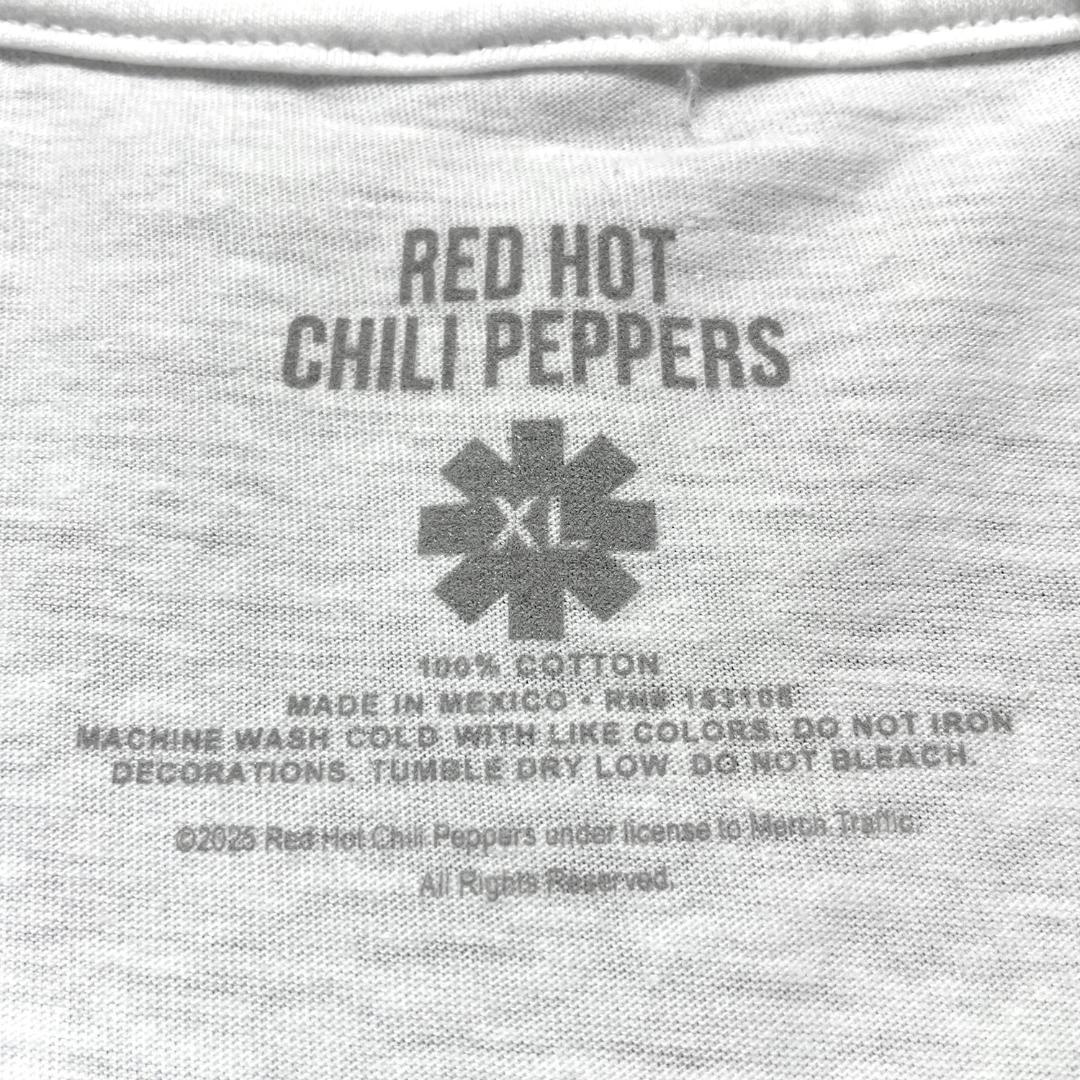 RED HOT
CHILI PEPPERS
XL
100% COTTON
MADE IN MEXICO • RN#
MACHINE WASH COLD WITH LIKE COLORS. DO NOT IRON
DECORATIONS. TUMBLE DRY LOW. DO NOT BLEACH.
©2025 Red Hot Chili Peppers under license to Merch Traffic.
All Rights Reserved.